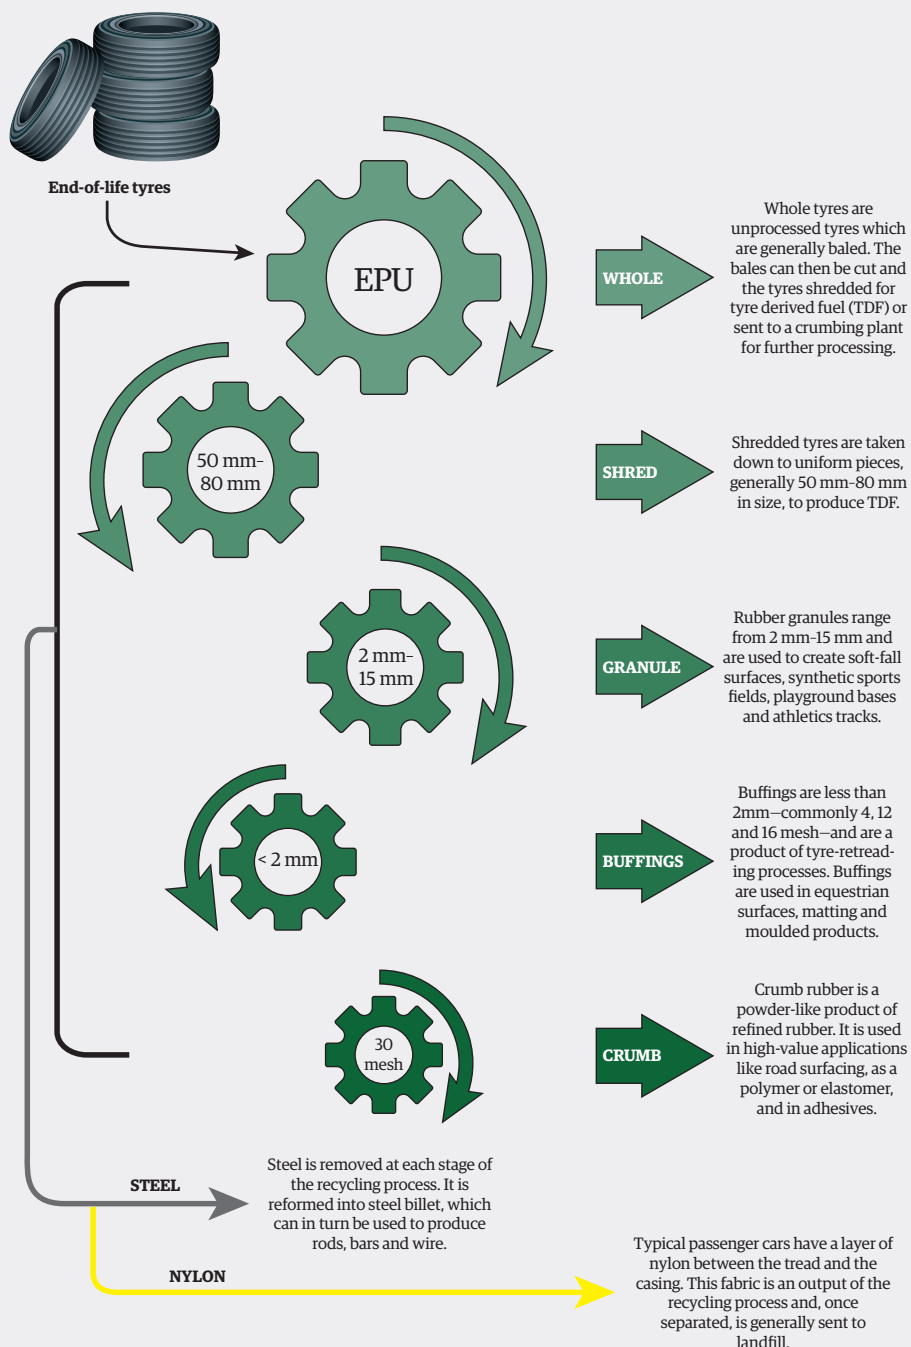 End-of-life tyres
EPU
WHOLE
Whole tyres are
unprocessed tyres which
are generally baled. The
bales can then be cut and
the tyres shredded for
tyre derived fuel (TDF) or
sent to a crumbing plant
for further processing.
50 mm-
80 mm
SHRED
Shredded tyres are taken
down to uniform pieces,
generally 50 mm-80 mm
in size, to produce TDF.
2 mm-
15 mm
GRANULE
Rubber granules range
from 2 mm-15 mm and
are used to create soft-fall
surfaces, synthetic sports
fields, playground bases
and athletics tracks.
< 2 mm
BUFFINGS
Buffings are less than
2mm—commonly 4, 12
and 16 mesh—and are a
product of tyre-retread-
ing processes. Buffings
are used in equestrian
surfaces, matting and
moulded products.
30
mesh
CRUMB
Crumb rubber is a
powder-like product of
refined rubber. It is used
in high-value applications
like road surfacing, as a
polymer or elastomer,
and in adhesives.
STEEL
Steel is removed at each stage of
the recycling process. It is
reformed into steel billet, which
can in turn be used to produce
rods, bars and wire.
NYLON
Typical passenger cars have a layer of
nylon between the tread and the
casing. This fabric is an output of the
recycling process and, once
separated, is generally sent to
landfill.